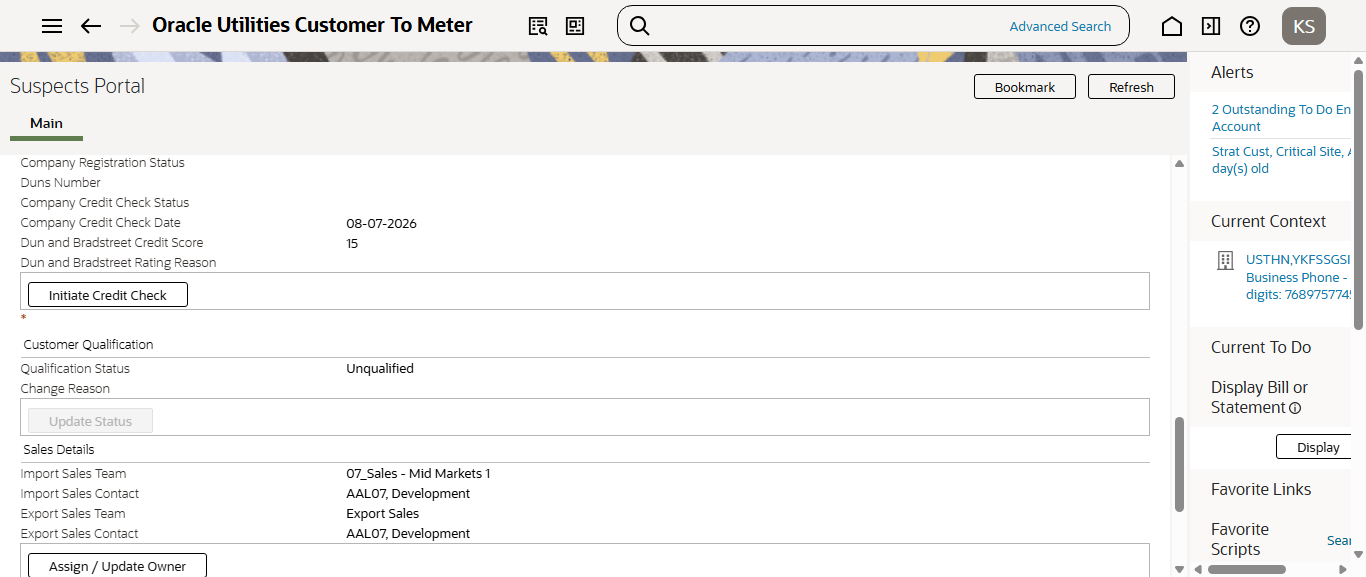 Oracle Utilities Customer To Meter
Advanced Search
KS
Suspects Portal
Bookmark
Refresh
Main
Company Registration Status
Duns Number
Company Credit Check Status
Company Credit Check Date 08-07-2026
Dun and Bradstreet Credit Score 15
Dun and Bradstreet Rating Reason
Initiate Credit Check
*
Customer Qualification
Qualification Status Unqualified
Change Reason
Update Status
Sales Details
Import Sales Team 07_Sales - Mid Markets 1
Import Sales Contact AAL07, Development
Export Sales Team Export Sales
Export Sales Contact AAL07, Development
Assign / Update Owner
Alerts
2 Outstanding To Do En
Account
Strat Cust, Critical Site,
day(s) old
Current Context
USTHN,YKFSSGSI
Business Phone -
digits: 768975774
Current To Do
Display Bill or
Statement
Display
Favorite Links
Favorite
Scripts
Sear